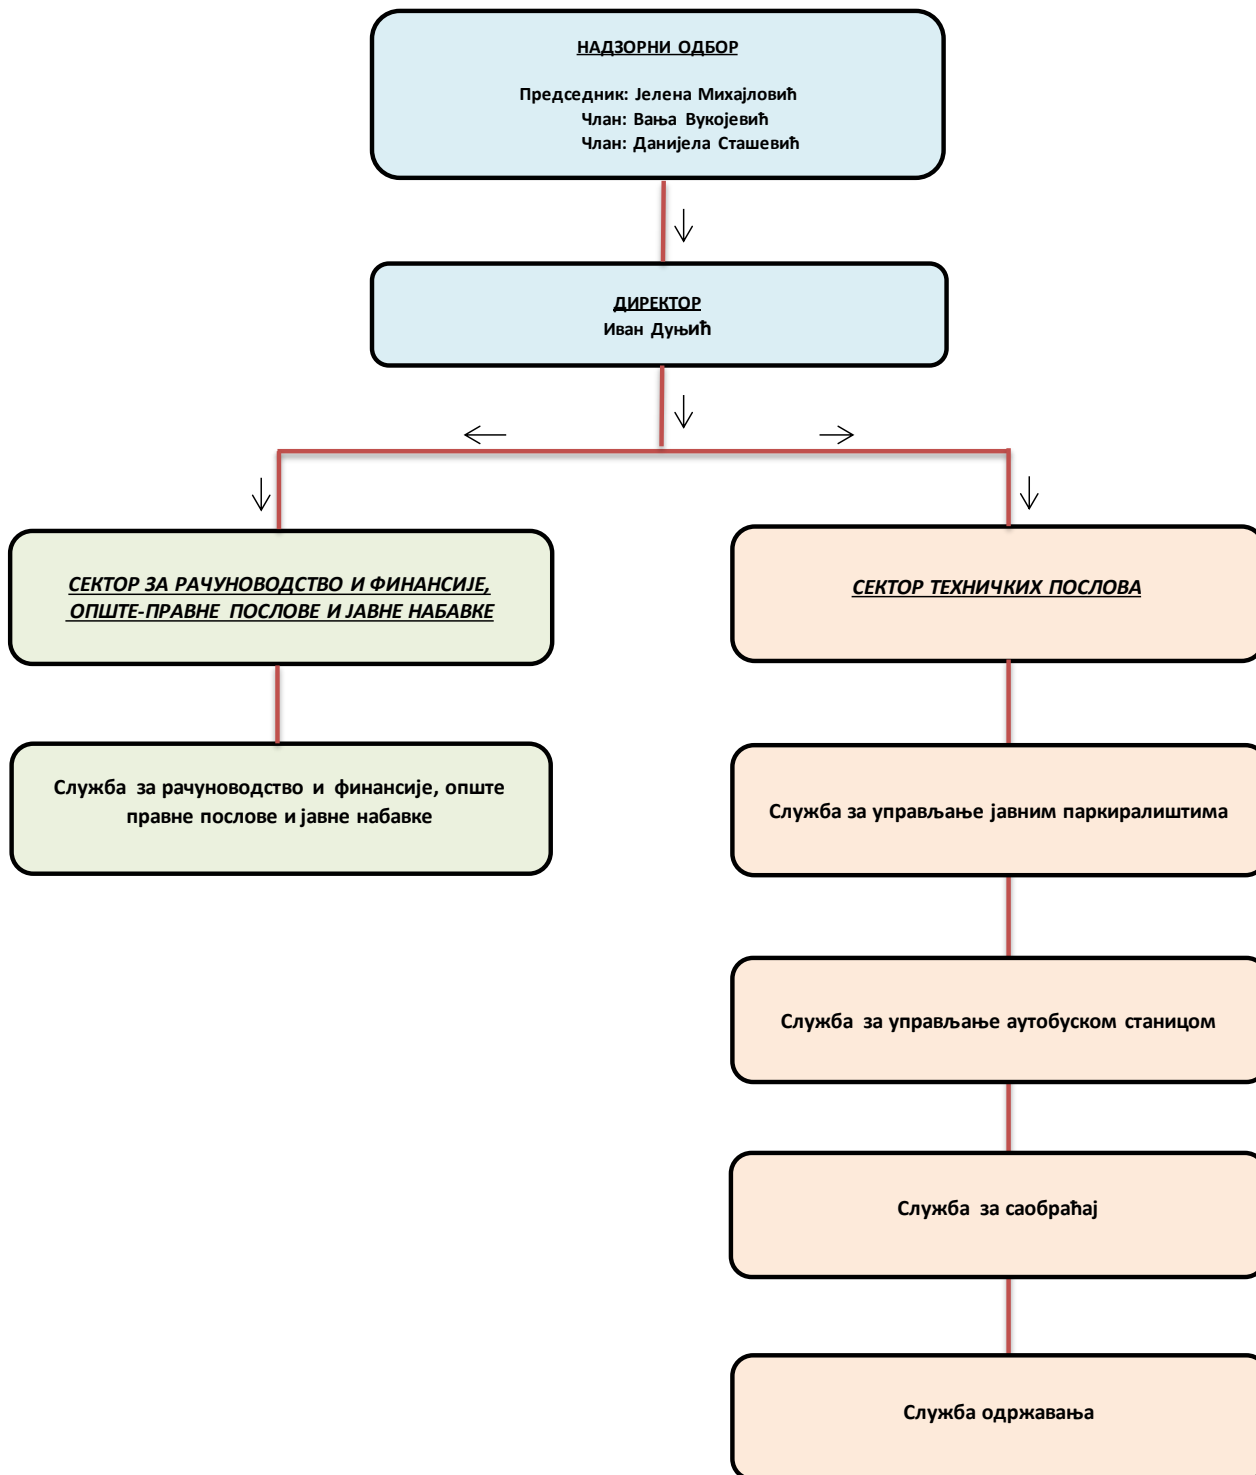 НАДЗОРНИ ОДБОР
Председник: Јелена Михајловић
Члан: Вања Вукојевић
Члан: Данијела Сташевић
ДИРЕКТОР
Иван Дуњић
СЕКТОР ЗА РАЧУНОВОДСТВО И ФИНАНСИЈЕ,
ОПШТЕ-ПРАВНЕ ПОСЛОВЕ И ЈАВНЕ НАБАВКЕ
Служба за рачуноводство и финансије, опште
правне послове и јавне набавке
СЕКТОР ТЕХНИЧКИХ ПОСЛОВА
Служба за управљање јавним паркиралиштима
Служба за управљање аутобуском станицом
Служба за саобраћај
Служба одржавања